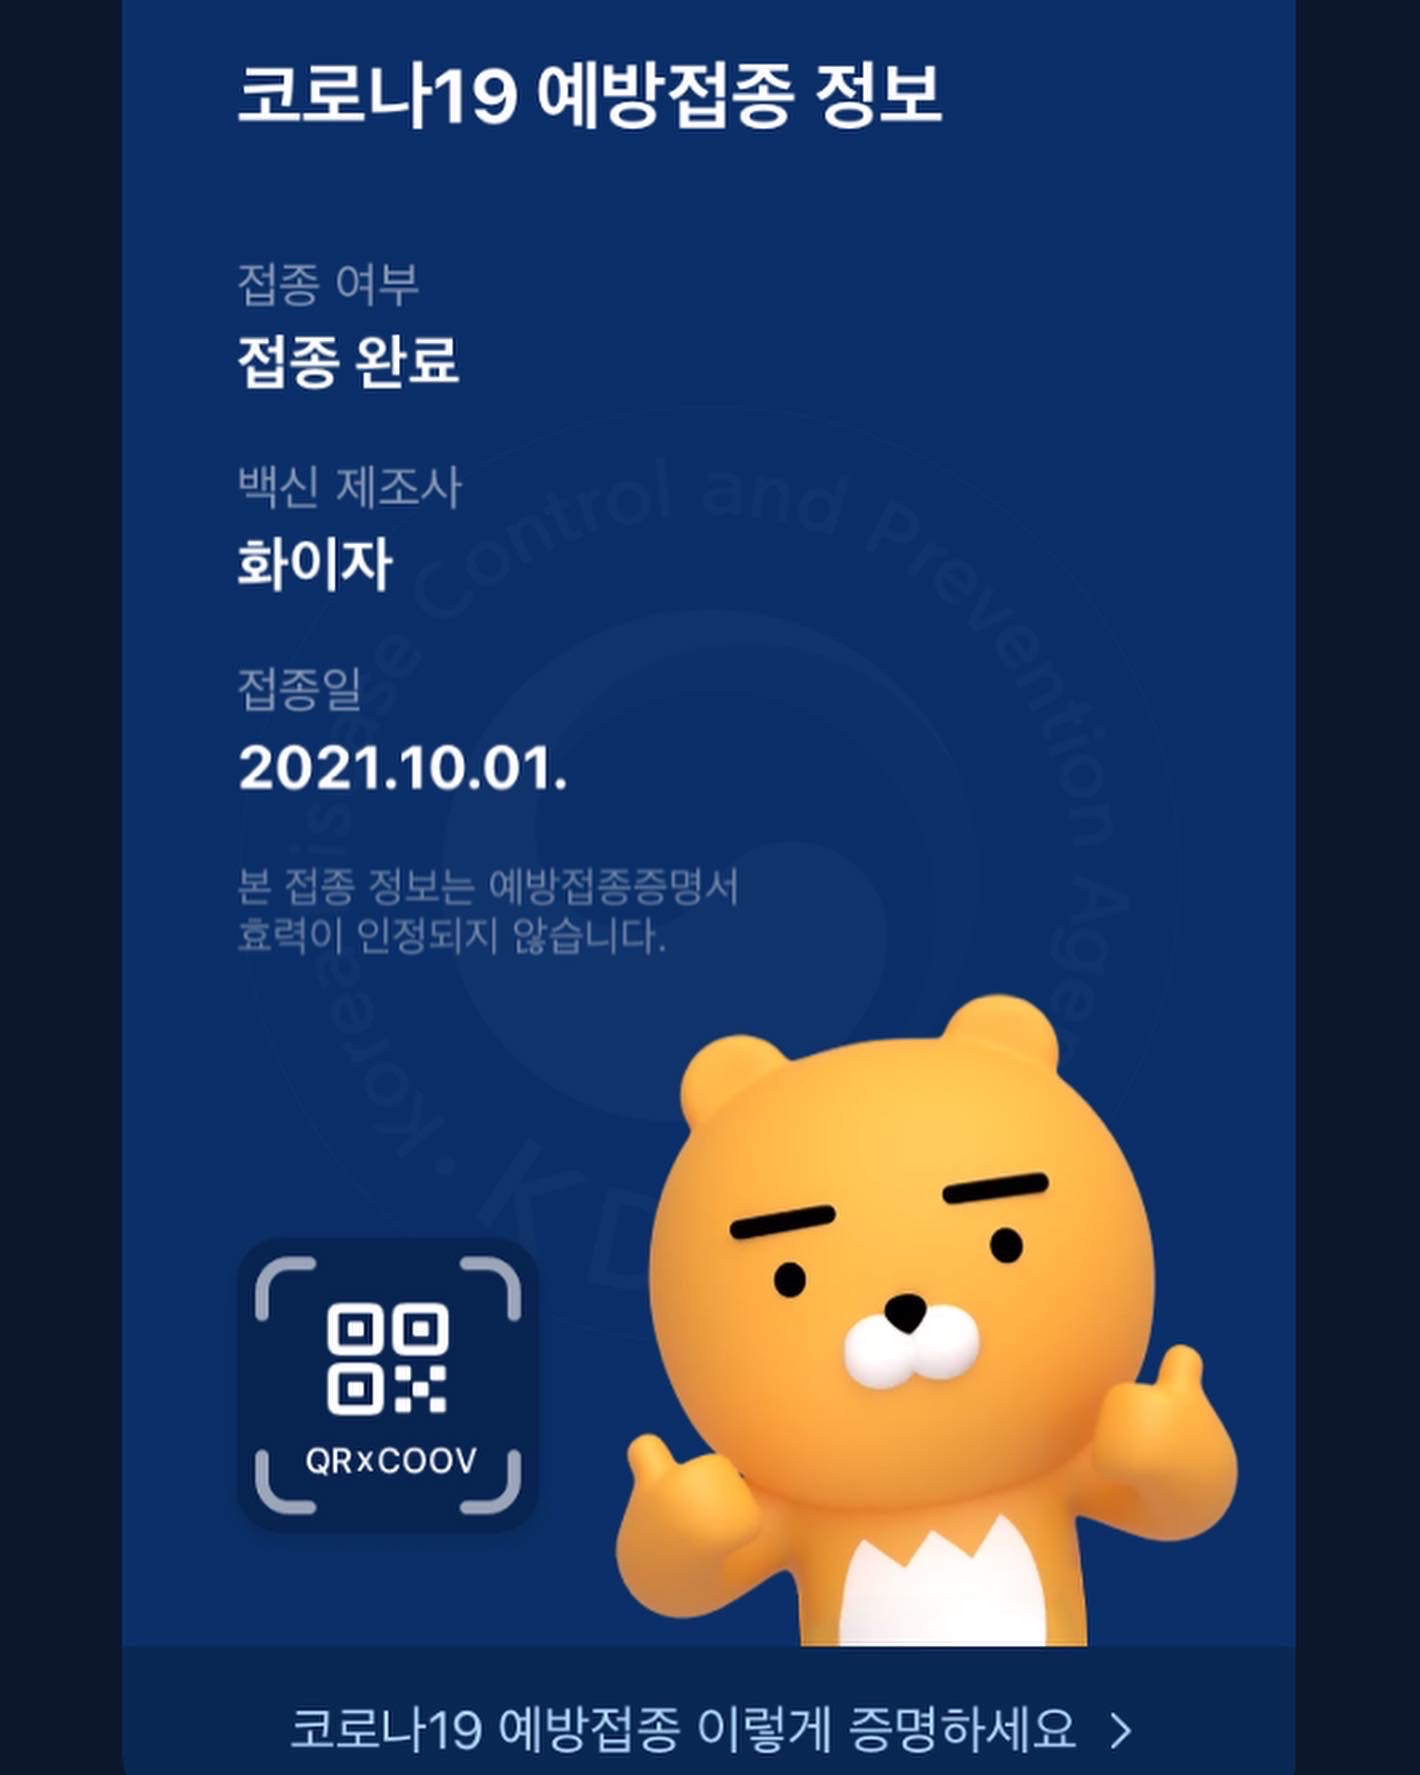 코로나19 예방접종 정보
접종 여부
접종 완료
백신 제조사
화이자
접종일
2021.10.01.
본 접종 정보는 예방접종증명서
효력이 인정되지 않습니다.
Korea Disease Control and Prevention Agency
QRxCOOV
코로나19 예방접종 이렇게 증명하세요 >